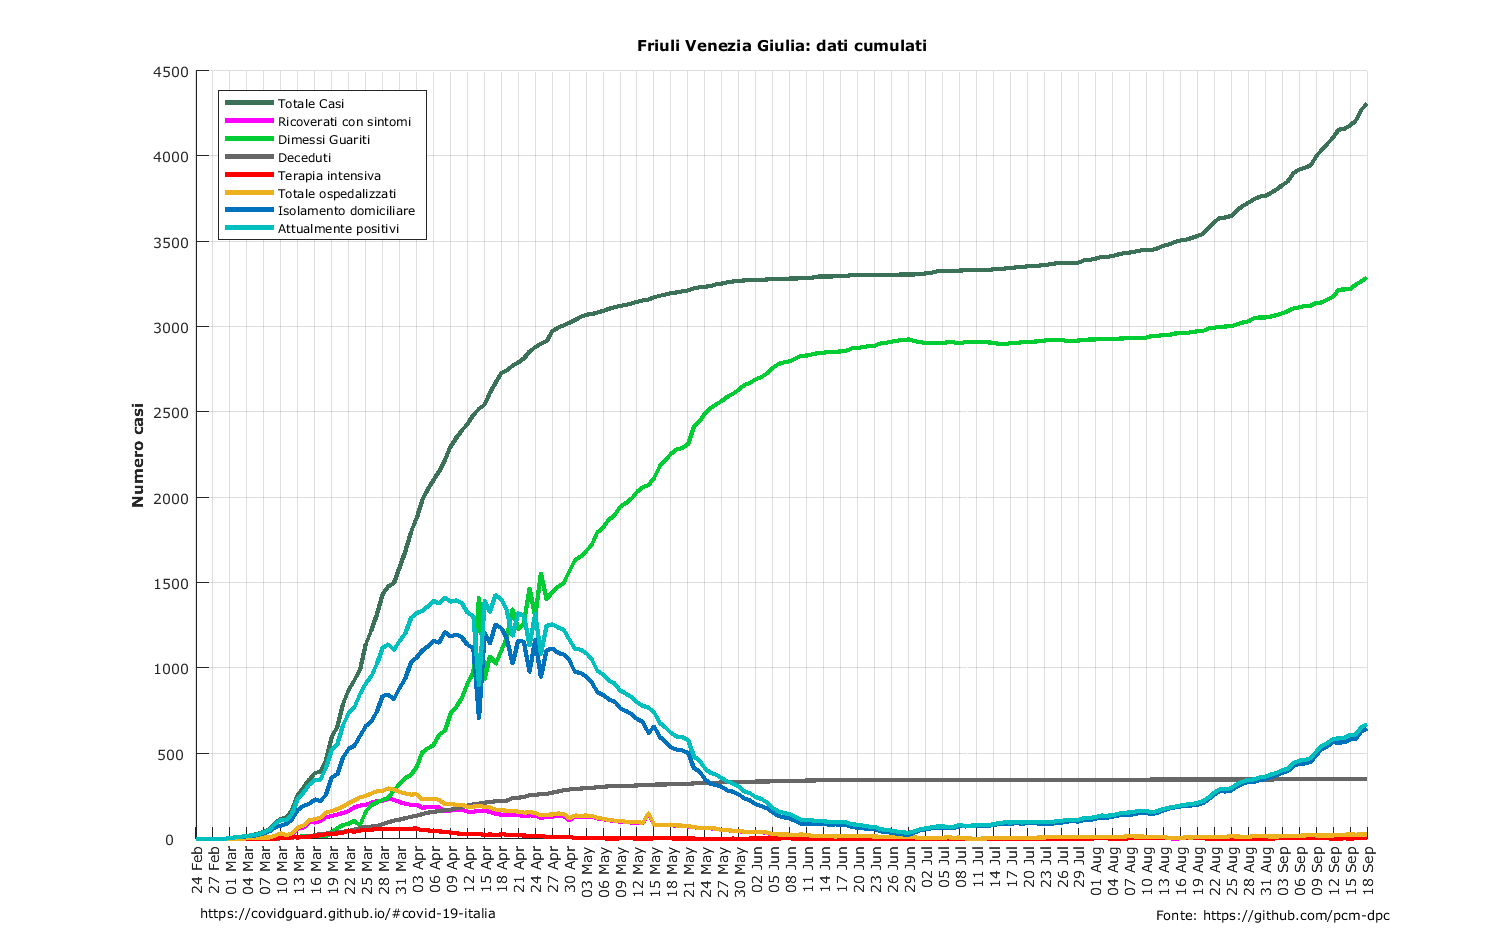 Friuli Venezia Giulia: dati cumulati
4500
4000
3500
3000
2500
2000
1500
1000
500
0
Numero casi
Totale Casi
Ricoverati con sintomi
Dimessi Guariti
Deceduti
Terapia intensiva
Totale ospedalizzati
Isolamento domiciliare
Attualmente positivi
24 Feb
27 Feb
01 Mar
04 Mar
07 Mar
10 Mar
13 Mar
16 Mar
19 Mar
22 Mar
25 Mar
28 Mar
31 Mar
03 Apr
06 Apr
09 Apr
12 Apr
15 Apr
18 Apr
21 Apr
24 Apr
27 Apr
30 Apr
03 May
06 May
09 May
12 May
15 May
18 May
21 May
24 May
27 May
30 May
02 Jun
05 Jun
08 Jun
11 Jun
14 Jun
17 Jun
20 Jun
23 Jun
26 Jun
29 Jun
02 Jul
05 Jul
08 Jul
11 Jul
14 Jul
17 Jul
20 Jul
23 Jul
26 Jul
29 Jul
01 Aug
04 Aug
07 Aug
10 Aug
13 Aug
16 Aug
19 Aug
22 Aug
25 Aug
28 Aug
31 Aug
03 Sep
06 Sep
09 Sep
12 Sep
15 Sep
18 Sep
https://covidguard.github.io/#covid-19-italia
Fonte: https://github.com/pcm-dpc